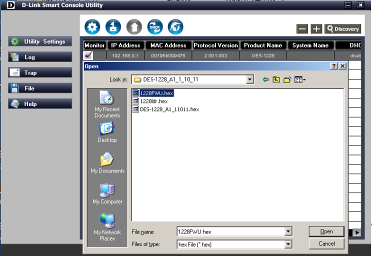 D-Link Smart Console Utility
Discovery
Utility Settings
Log
Trap
File
Help
Monitor IP Address MAC Address Protocol Version Product Name System Name DHC
192.168.0.1 2.001.003 DES-1228
Open
Look in: DES-1228_A1_1_10_11
1228FWU.hex
1228ldr.hex
DES-1228_A1_11011.hex
My Recent
Documents
Desktop
My Documents
My Computer
My Network
Places
File name: 1228FWU.hex Open
Files of type: hex File (*.hex) Cancel